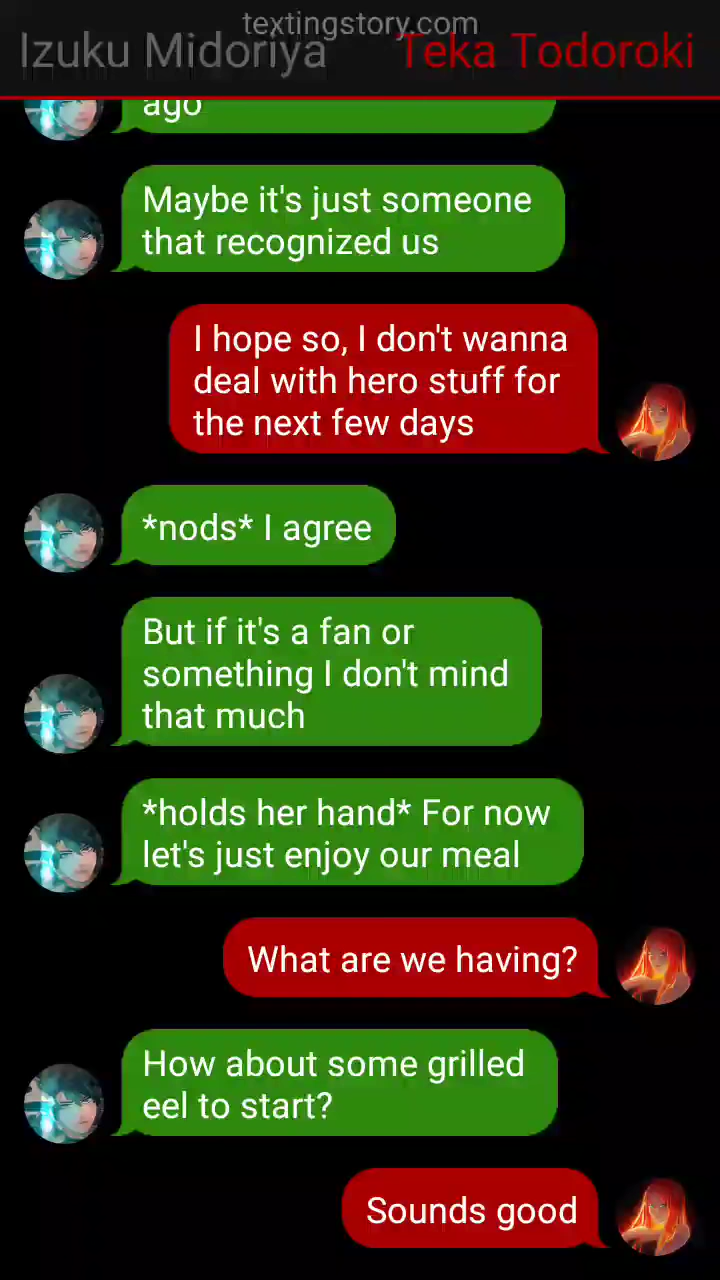 textingstory.com
Izuku Midoriya Teka Todoroki
ago
Maybe it's just someone
that recognized us
I hope so, I don't wanna
deal with hero stuff for
the next few days
*nods* I agree
But if it's a fan or
something I don't mind
that much
*holds her hand* For now
let's just enjoy our meal
What are we having?
How about some grilled
eel to start?
Sounds good